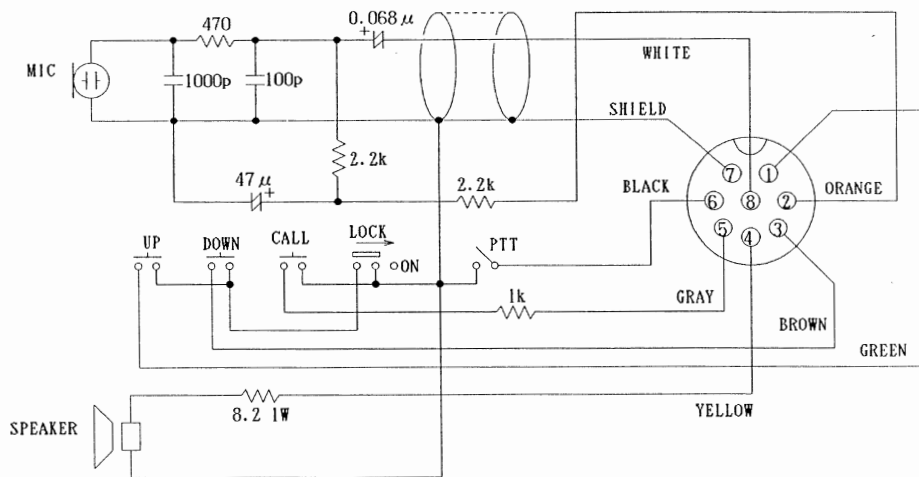 470
0.068μ
+
WHITE
MIC
1000p
100p
SHIELD
2.2k
47μ
+
2.2k
BLACK
ORANGE
7
1
6
8
2
5
4
3
UP
DOWN
CALL
LOCK
ON
PTT
GRAY
1k
BROWN
GREEN
8.2 1W
YELLOW
SPEAKER